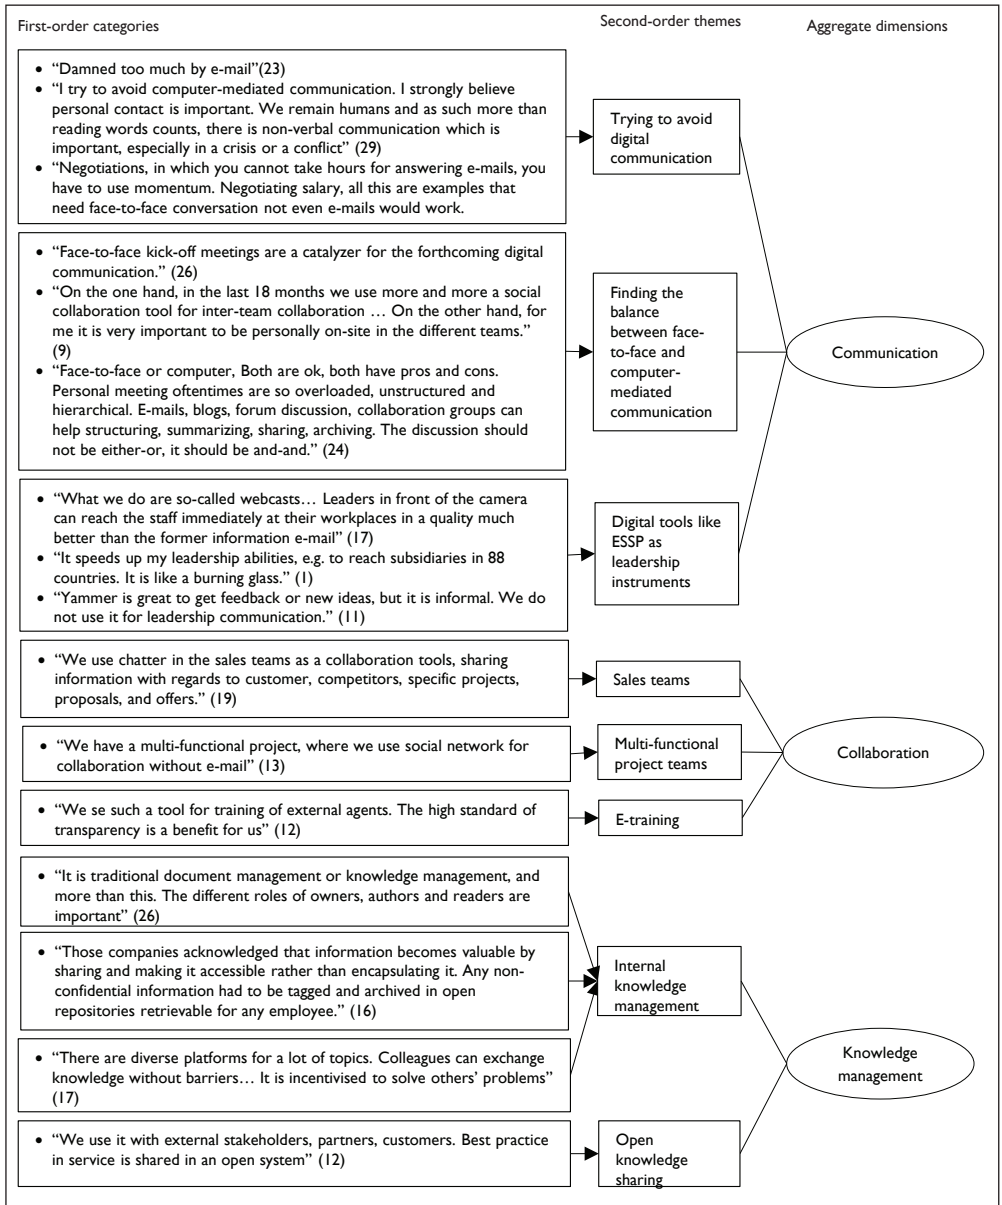 First-order categories
Second-order themes
Aggregate dimensions
• “Damned too much by e-mail”(23)
• “I try to avoid computer-mediated communication. I strongly believe
personal contact is important. We remain humans and as such more than
reading words counts, there is non-verbal communication which is
important, especially in a crisis or a conflict” (29)
• “Negotiations, in which you cannot take hours for answering e-mails, you
have to use momentum. Negotiating salary, all this are examples that
need face-to-face conversation not even e-mails would work.
Trying to avoid
digital
communication
• “Face-to-face kick-off meetings are a catalyzer for the forthcoming digital
communication.” (26)
• “On the one hand, in the last 18 months we use more and more a social
collaboration tool for inter-team collaboration … On the other hand, for
me it is very important to be personally on-site in the different teams.”
(9)
• “Face-to-face or computer, Both are ok, both have pros and cons.
Personal meeting oftentimes are so overloaded, unstructured and
hierarchical. E-mails, blogs, forum discussion, collaboration groups can
help structuring, summarizing, sharing, archiving. The discussion should
not be either-or, it should be and-and.” (24)
Finding the
balance
between face-
to-face and
computer-
mediated
communication
Communication
• “What we do are so-called webcasts… Leaders in front of the camera
can reach the staff immediately at their workplaces in a quality much
better than the former information e-mail” (17)
• “It speeds up my leadership abilities, e.g. to reach subsidiaries in 88
countries. It is like a burning glass.” (1)
• “Yammer is great to get feedback or new ideas, but it is informal. We do
not use it for leadership communication.” (11)
Digital tools like
ESSP as
leadership
instruments
• “We use chatter in the sales teams as a collaboration tools, sharing
information with regards to customer, competitors, specific projects,
proposals, and offers.” (19)
Sales teams
• “We have a multi-functional project, where we use social network for
collaboration without e-mail” (13)
Multi-functional
project teams
Collaboration
• “We se such a tool for training of external agents. The high standard of
transparency is a benefit for us” (12)
E-training
• “It is traditional document management or knowledge management, and
more than this. The different roles of owners, authors and readers are
important” (26)
• “Those companies acknowledged that information becomes valuable by
sharing and making it accessible rather than encapsulating it. Any non-
confidential information had to be tagged and archived in open
repositories retrievable for any employee.” (16)
Internal
knowledge
management
• “There are diverse platforms for a lot of topics. Colleagues can exchange
knowledge without barriers… It is incentivised to solve others’ problems”
(17)
Knowledge
management
• “We use it with external stakeholders, partners, customers. Best practice
in service is shared in an open system” (12)
Open
knowledge
sharing